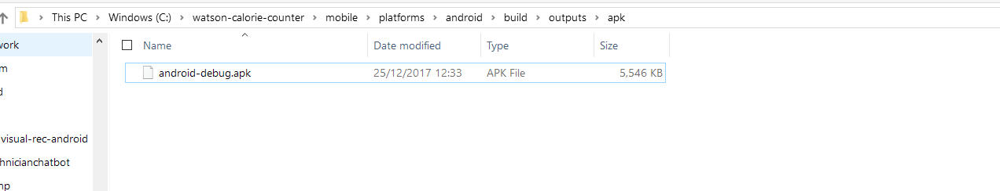 This PC > Windows (C:) > watson-calorie-counter > mobile > platforms > android > build > outputs > apk
work
Name Date modified Type Size
m
android-debug.apk 25/12/2017 12:33 APK File 5,546 KB
d
visual-rec-android
hnicianchatbot
mp